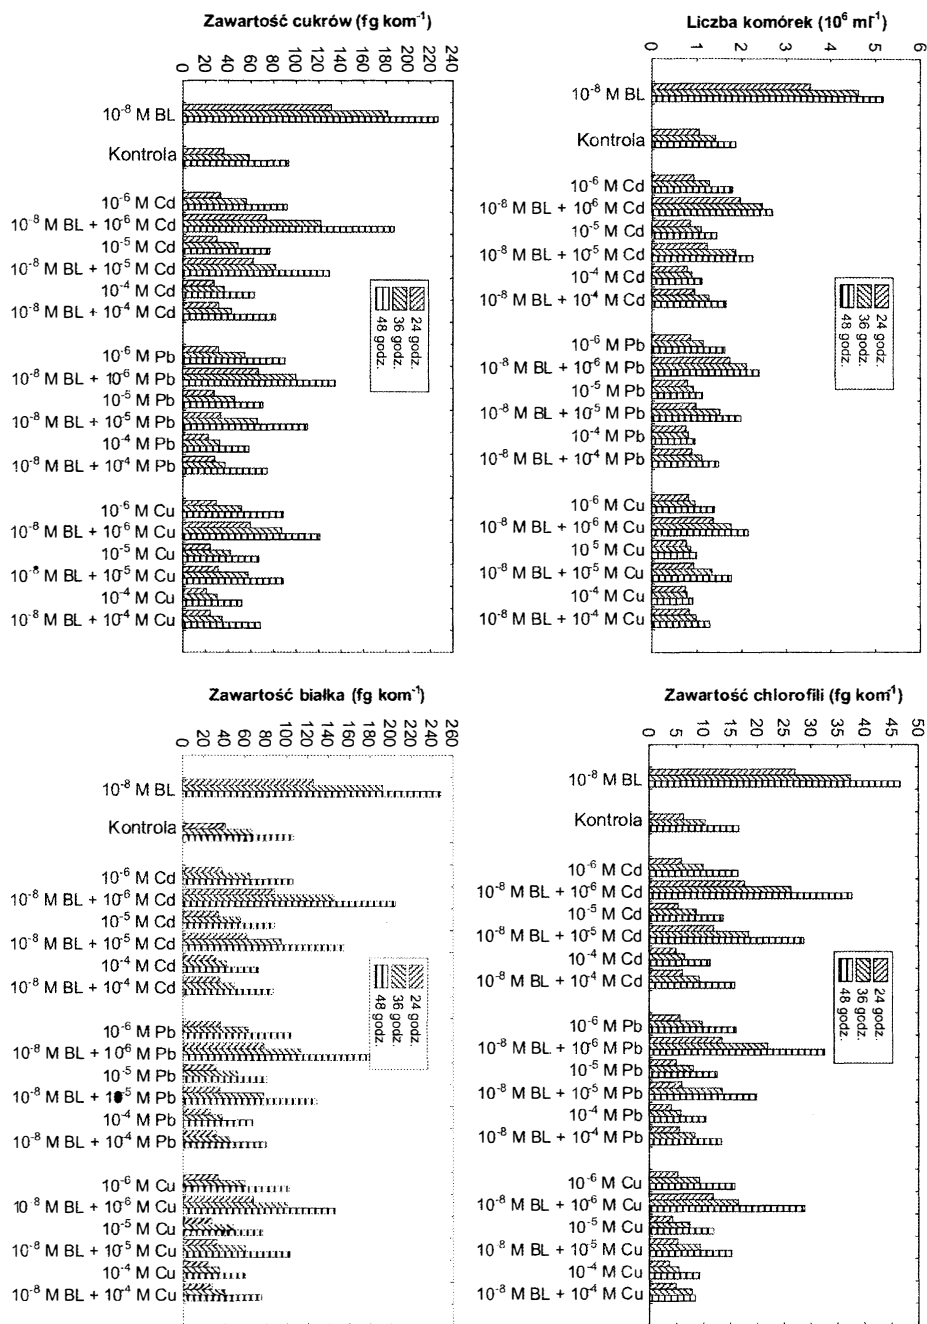 Zawartość cukrów (fg kom⁻¹)
0 20 40 60 80 100 120 140 160 180 200 220 240
10⁻⁸ M BL
Kontrola
10⁻⁶ M Cd
10⁻⁸ M BL + 10⁻⁶ M Cd
10⁻⁵ M Cd
10⁻⁸ M BL + 10⁻⁵ M Cd
10⁻⁴ M Cd
10⁻⁸ M BL + 10⁻⁴ M Cd
10⁻⁶ M Pb
10⁻⁸ M BL + 10⁻⁶ M Pb
10⁻⁵ M Pb
10⁻⁸ M BL + 10⁻⁵ M Pb
10⁻⁴ M Pb
10⁻⁸ M BL + 10⁻⁴ M Pb
10⁻⁶ M Cu
10⁻⁸ M BL + 10⁻⁶ M Cu
10⁻⁵ M Cu
10⁻⁸ M BL + 10⁻⁵ M Cu
10⁻⁴ M Cu
10⁻⁸ M BL + 10⁻⁴ M Cu
24 godz.
36 godz.
48 godz.
Liczba komórek (10⁶ ml⁻¹)
0 1 2 3 4 5 6
10⁻⁸ M BL
Kontrola
10⁻⁶ M Cd
10⁻⁸ M BL + 10⁻⁶ M Cd
10⁻⁵ M Cd
10⁻⁸ M BL + 10⁻⁵ M Cd
10⁻⁴ M Cd
10⁻⁸ M BL + 10⁻⁴ M Cd
10⁻⁶ M Pb
10⁻⁸ M BL + 10⁻⁶ M Pb
10⁻⁵ M Pb
10⁻⁸ M BL + 10⁻⁵ M Pb
10⁻⁴ M Pb
10⁻⁸ M BL + 10⁻⁴ M Pb
10⁻⁶ M Cu
10⁻⁸ M BL + 10⁻⁶ M Cu
10⁻⁵ M Cu
10⁻⁸ M BL + 10⁻⁵ M Cu
10⁻⁴ M Cu
10⁻⁸ M BL + 10⁻⁴ M Cu
24 godz.
36 godz.
48 godz.
Zawartość białka (fg kom⁻¹)
0 20 40 60 80 100 120 140 160 180 200 220 240 260
10⁻⁸ M BL
Kontrola
10⁻⁶ M Cd
10⁻⁸ M BL + 10⁻⁶ M Cd
10⁻⁵ M Cd
10⁻⁸ M BL + 10⁻⁵ M Cd
10⁻⁴ M Cd
10⁻⁸ M BL + 10⁻⁴ M Cd
10⁻⁶ M Pb
10⁻⁸ M BL + 10⁻⁶ M Pb
10⁻⁵ M Pb
10⁻⁸ M BL + 10⁻⁵ M Pb
10⁻⁴ M Pb
10⁻⁸ M BL + 10⁻⁴ M Pb
10⁻⁶ M Cu
10⁻⁸ M BL + 10⁻⁶ M Cu
10⁻⁵ M Cu
10⁻⁸ M BL + 10⁻⁵ M Cu
10⁻⁴ M Cu
10⁻⁸ M BL + 10⁻⁴ M Cu
24 godz.
36 godz.
48 godz.
Zawartość chlorofili (fg kom⁻¹)
0 5 10 15 20 25 30 35 40 45 50
10⁻⁸ M BL
Kontrola
10⁻⁶ M Cd
10⁻⁸ M BL + 10⁻⁶ M Cd
10⁻⁵ M Cd
10⁻⁸ M BL + 10⁻⁵ M Cd
10⁻⁴ M Cd
10⁻⁸ M BL + 10⁻⁴ M Cd
10⁻⁶ M Pb
10⁻⁸ M BL + 10⁻⁶ M Pb
10⁻⁵ M Pb
10⁻⁸ M BL + 10⁻⁵ M Pb
10⁻⁴ M Pb
10⁻⁸ M BL + 10⁻⁴ M Pb
10⁻⁶ M Cu
10⁻⁸ M BL + 10⁻⁶ M Cu
10⁻⁵ M Cu
10⁻⁸ M BL + 10⁻⁵ M Cu
10⁻⁴ M Cu
10⁻⁸ M BL + 10⁻⁴ M Cu
24 godz.
36 godz.
48 godz.